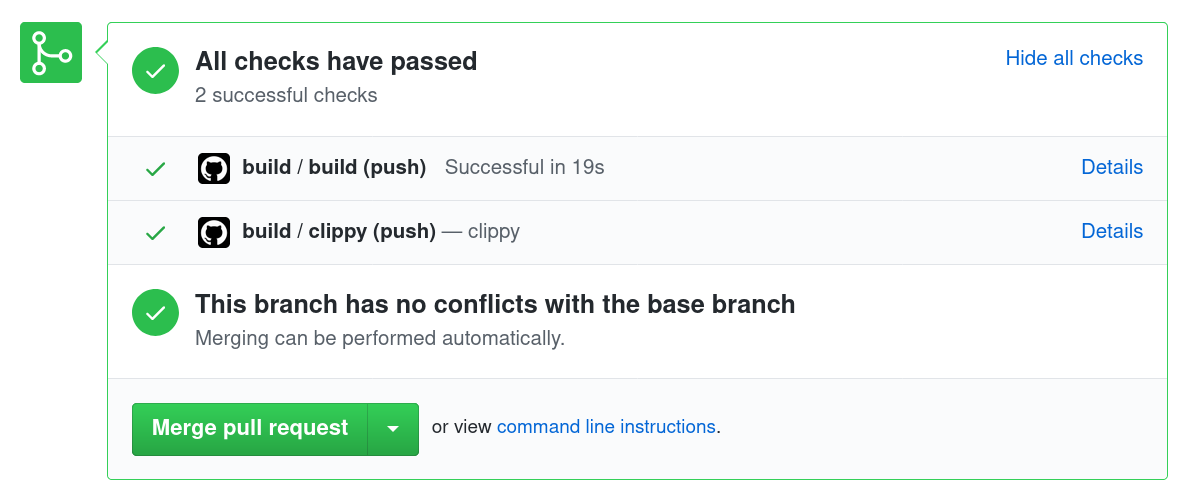 All checks have passed
Hide all checks
2 successful checks
build / build (push) Successful in 19s
Details
build / clippy (push) — clippy
Details
This branch has no conflicts with the base branch
Merging can be performed automatically.
Merge pull request
or view command line instructions.